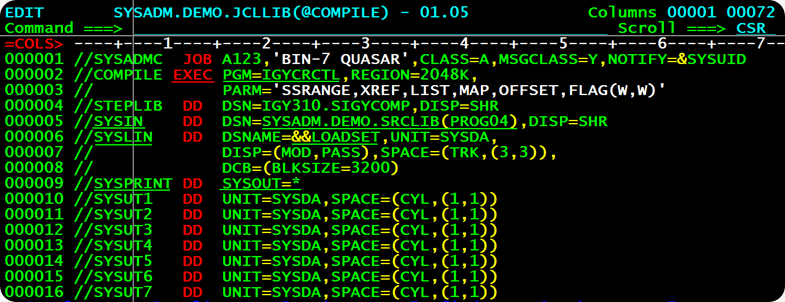 EDIT       SYSADM.DEMO.JCLLIB(@COMPILE) - 01.05             Columns 00001 00072
Command ===>                                                  Scroll ===> CSR
=COLS> ----+----1----+----2----+----3----+----4----+----5----+----6----+----7--
000001 //SYSADMC  JOB A123,'BIN-7 QUASAR',CLASS=A,MSGCLASS=Y,NOTIFY=&SYSUID
000002 //COMPILE EXEC PGM=IGYCRCTL,REGION=2048K,
000003 //             PARM='SSRANGE,XREF,LIST,MAP,OFFSET,FLAG(W,W)'
000004 //STEPLIB  DD  DSN=IGY310.SIGYCOMP,DISP=SHR
000005 //SYSIN    DD  DSN=SYSADM.DEMO.SRCLIB(PROG04),DISP=SHR
000006 //SYSLIN   DD  DSNAME=&&LOADSET,UNIT=SYSDA,
000007 //             DISP=(MOD,PASS),SPACE=(TRK,(3,3)),
000008 //             DCB=(BLKSIZE=3200)
000009 //SYSPRINT DD  SYSOUT=*
000010 //SYSUT1   DD  UNIT=SYSDA,SPACE=(CYL,(1,1))
000011 //SYSUT2   DD  UNIT=SYSDA,SPACE=(CYL,(1,1))
000012 //SYSUT3   DD  UNIT=SYSDA,SPACE=(CYL,(1,1))
000013 //SYSUT4   DD  UNIT=SYSDA,SPACE=(CYL,(1,1))
000014 //SYSUT5   DD  UNIT=SYSDA,SPACE=(CYL,(1,1))
000015 //SYSUT6   DD  UNIT=SYSDA,SPACE=(CYL,(1,1))
000016 //SYSUT7   DD  UNIT=SYSDA,SPACE=(CYL,(1,1))